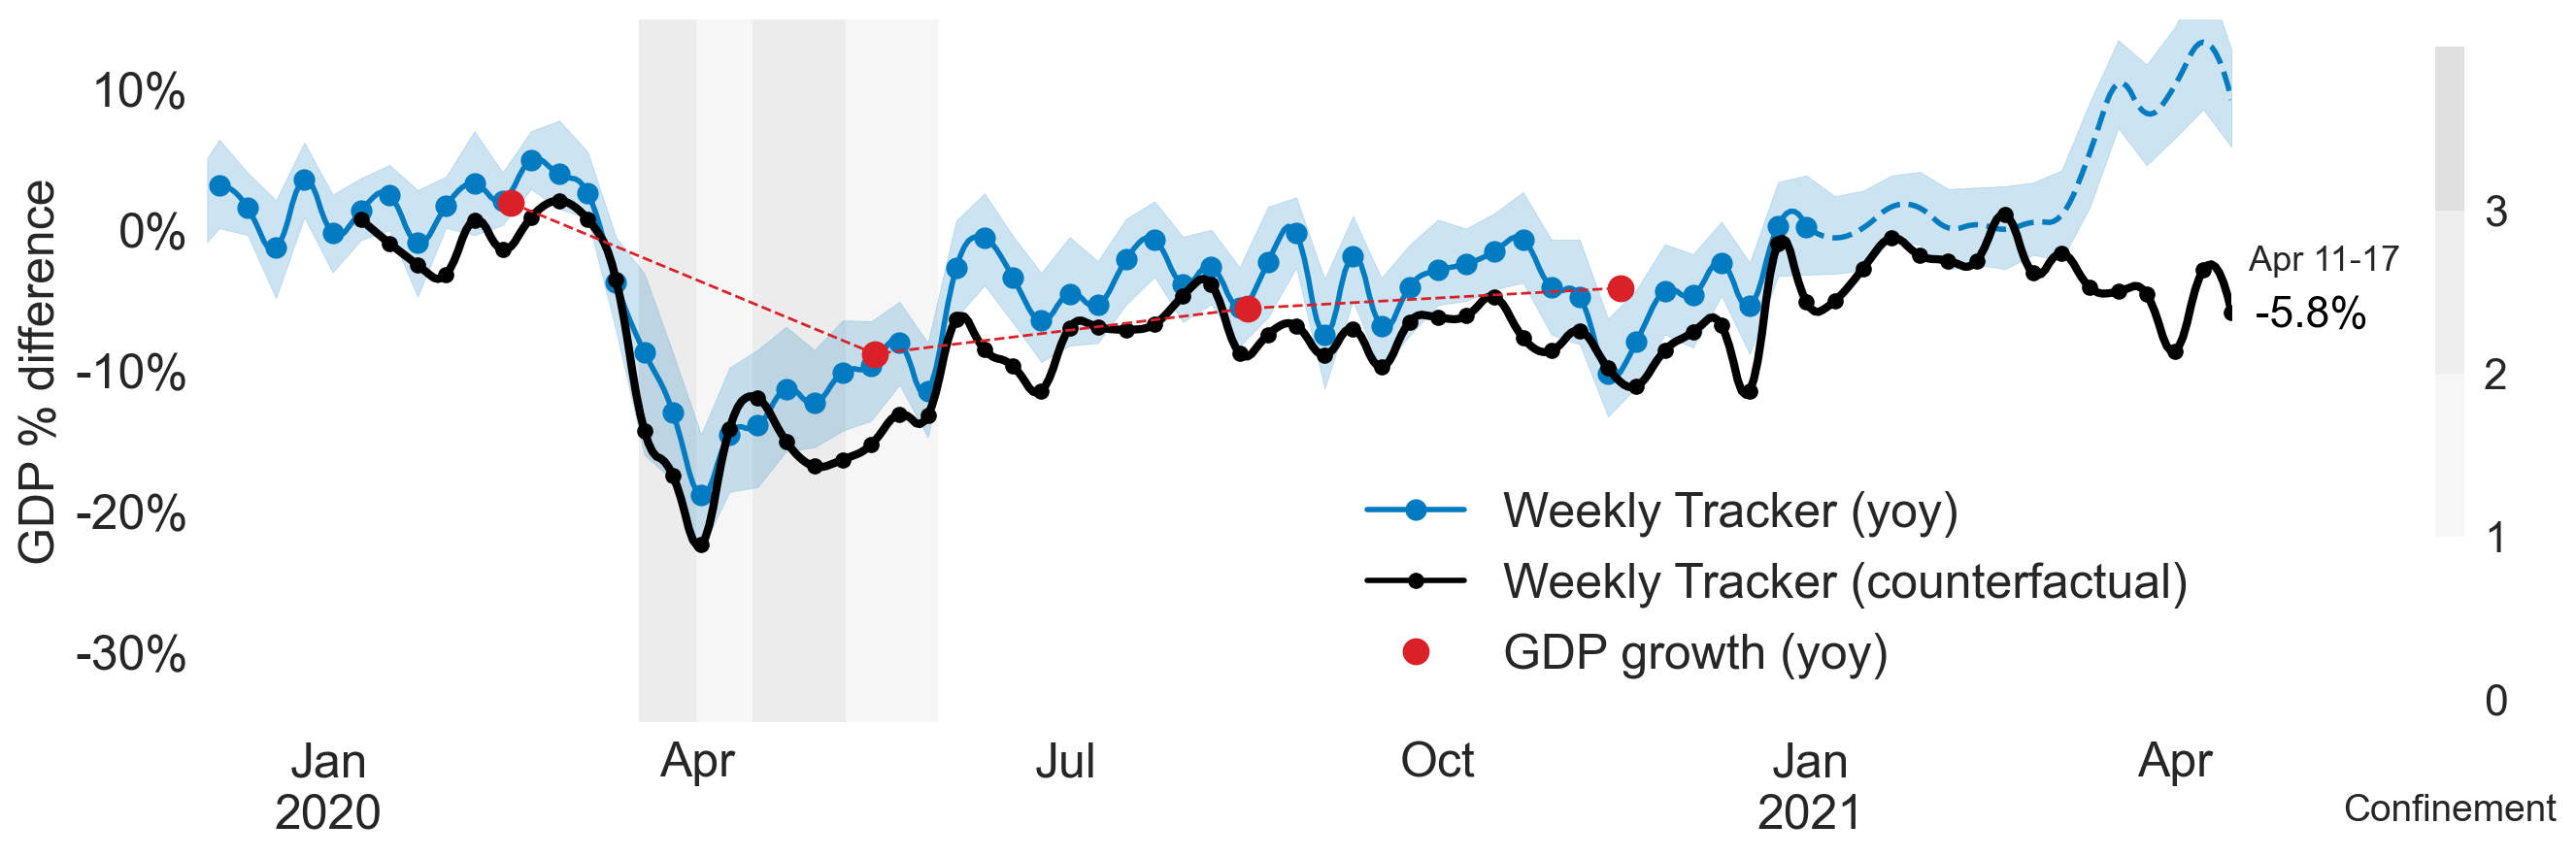 GDP % difference
10%
0%
-10%
-20%
-30%
Jan
2020
Apr
Jul
Oct
Jan
2021
Apr
Weekly Tracker (yoy)
Weekly Tracker (counterfactual)
GDP growth (yoy)
Apr 11-17
-5.8%
3
2
1
0
Confinement